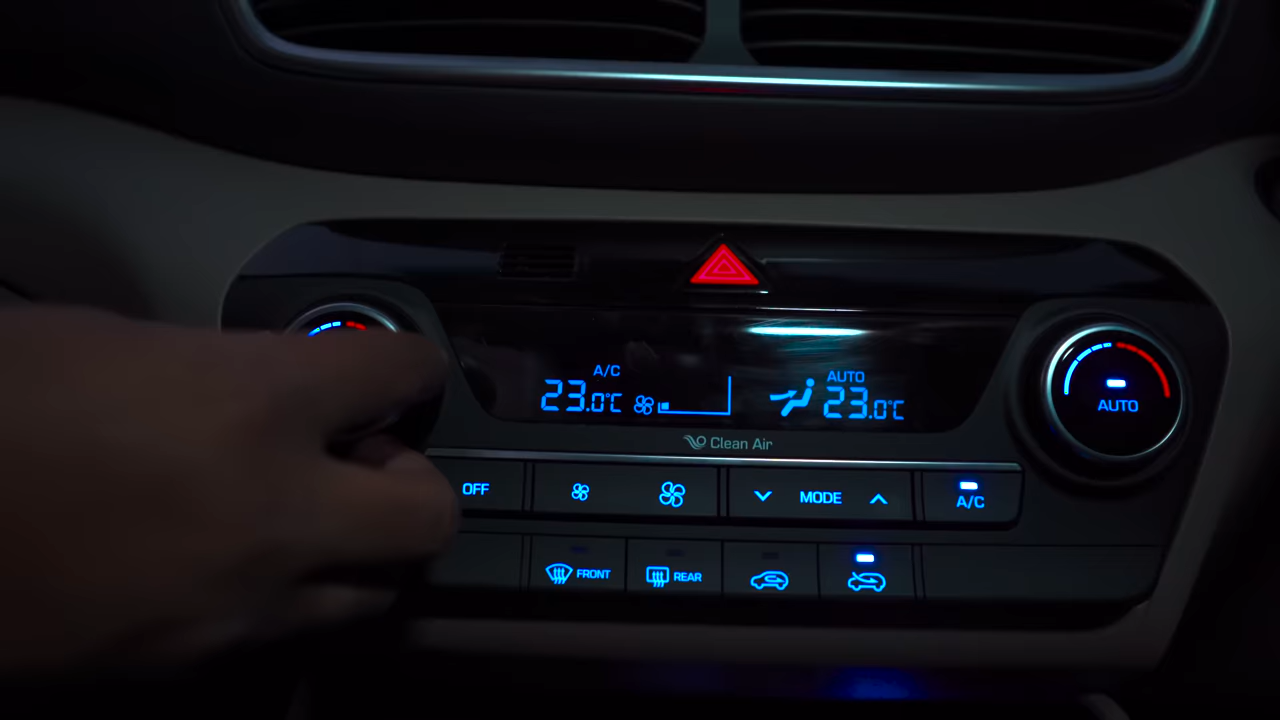 A/C
23.0°C
AUTO
23.0°C
AUTO
Clean Air
OFF
MODE
A/C
FRONT
REAR